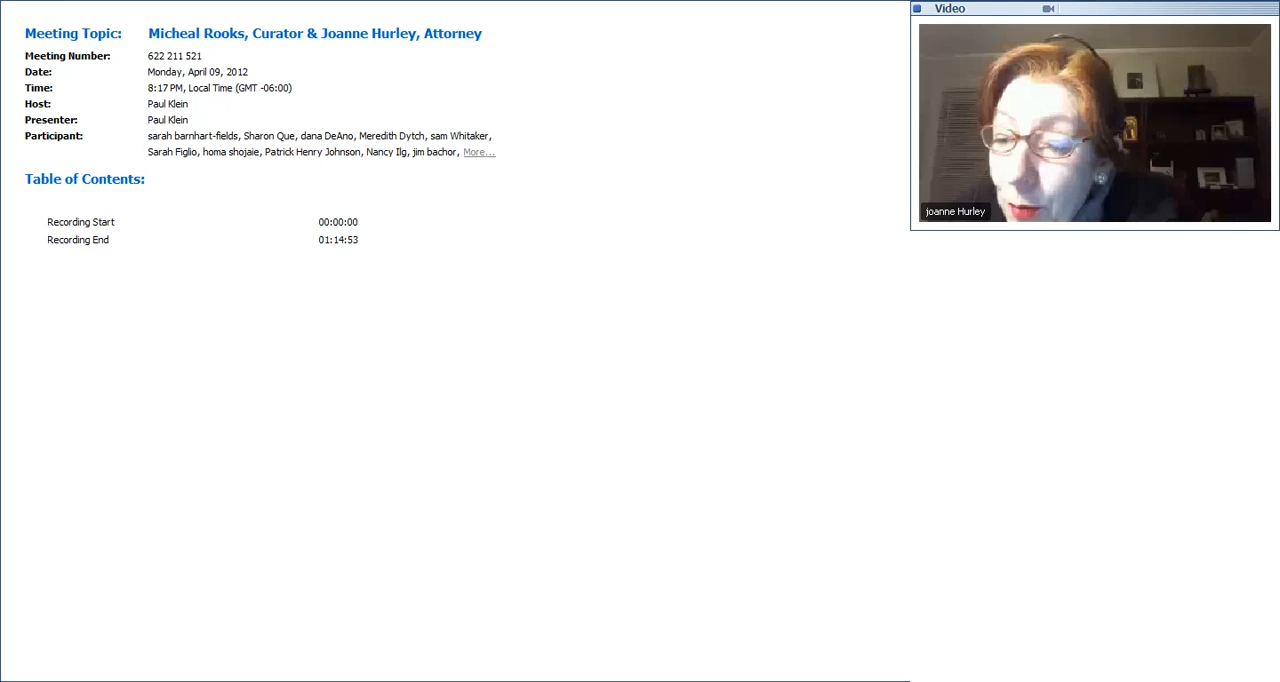 Meeting Topic: Micheal Rooks, Curator & Joanne Hurley, Attorney
Meeting Number: 622 211 521
Date: Monday, April 09, 2012
Time: 8:17 PM, Local Time (GMT -06:00)
Host: Paul Klein
Presenter: Paul Klein
Participant: sarah barnhart-fields, Sharon Que, dana DeAno, Meredith Dytch, sam Whitaker,
Sarah Figlio, homa shojaie, Patrick Henry Johnson, Nancy Ilg, jim bachor, More...
Table of Contents:
Recording Start 00:00:00
Recording End 01:14:53
Video
joanne Hurley